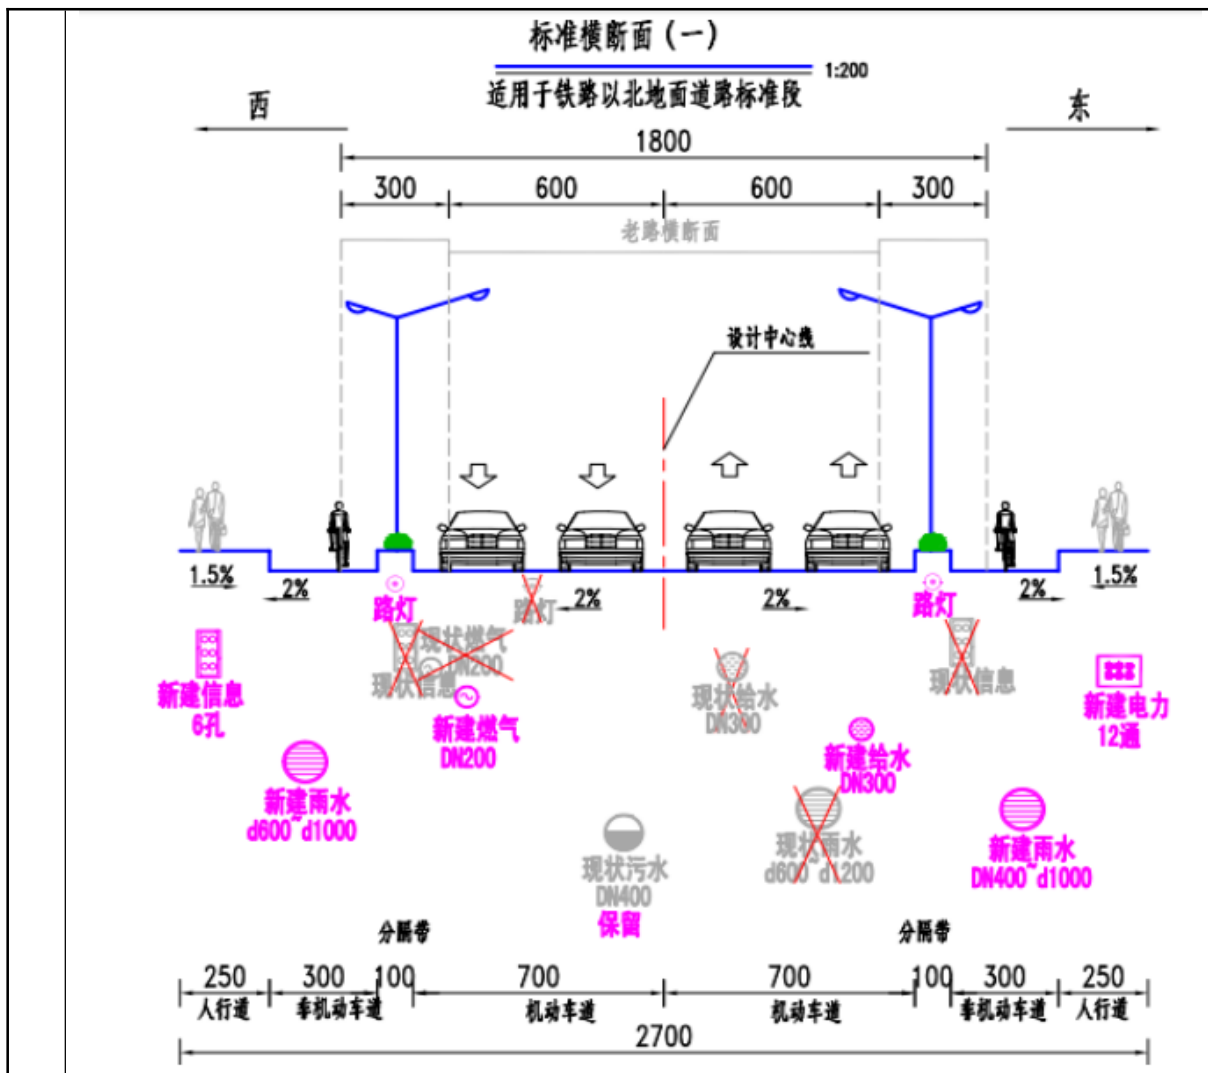 标准横断面（一）
1:200
适用于铁路以北地面道路标准段
西
东
1800
300
600
600
300
老路横断面
设计中心线
1.5%
2%
2%
2%
2%
1.5%
路灯
路灯
路灯
现状燃气
DN200
现状信息
现状给水
DN300
现状信息
新建信息
6孔
新建燃气
DN200
新建电力
12通
新建给水
DN300
新建雨水
d600~d1000
现状雨水
d600~d1200
新建雨水
DN400~d1000
现状污水
DN400
保留
分隔带
分隔带
250
300
100
700
700
100
300
250
人行道
非机动车道
机动车道
机动车道
非机动车道
人行道
2700